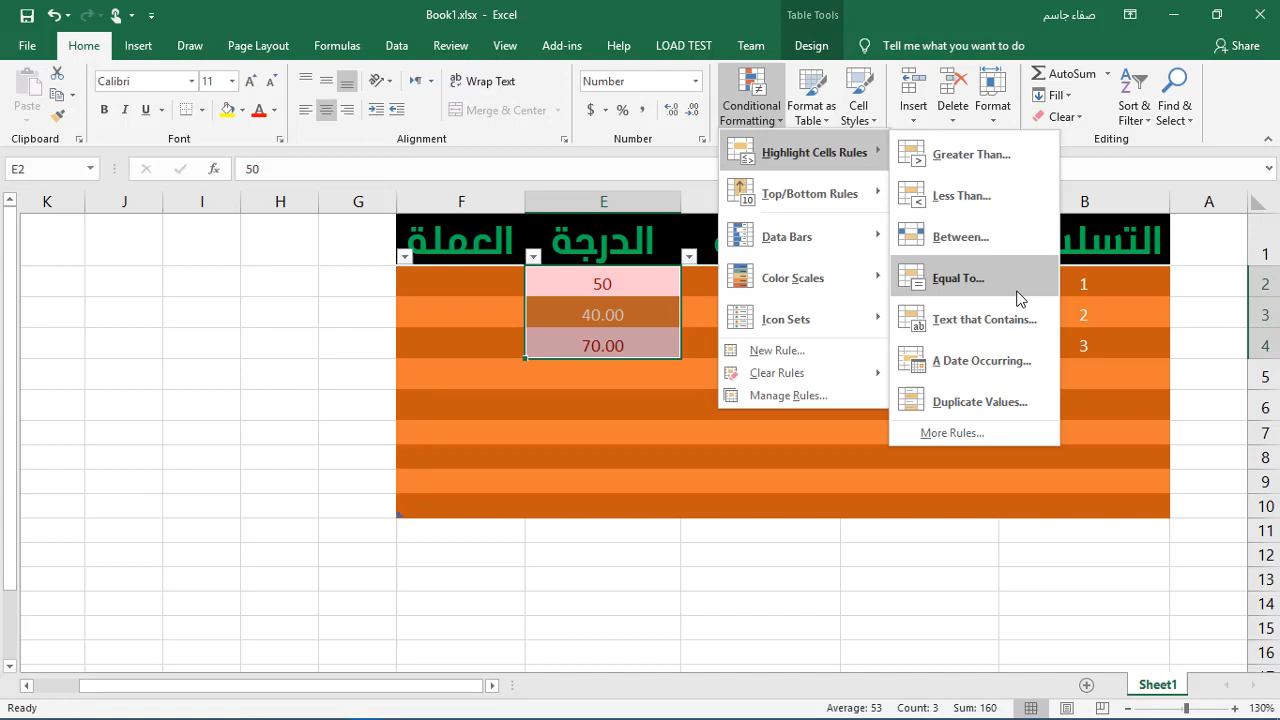 Book1.xlsx - Excel
Table Tools
صفاء جاسم
File
Home
Insert
Draw
Page Layout
Formulas
Data
Review
View
Add-ins
Help
LOAD TEST
Team
Design
Tell me what you want to do
Share
Paste
Clipboard
Calibri
11
B I U
Font
Wrap Text
Merge & Center
Alignment
Number
$ % ,
Number
Conditional Formatting
Format as Table
Cell Styles
Insert
Delete
Format
AutoSum
Fill
Clear
Sort & Filter
Find & Select
Editing
Highlight Cells Rules
Top/Bottom Rules
Data Bars
Color Scales
Icon Sets
New Rule...
Clear Rules
Manage Rules...
Greater Than...
Less Than...
Between...
Equal To...
Text that Contains...
A Date Occurring...
Duplicate Values...
More Rules...
E2
50
K J I H G F E B A
العملة
الدرجة
1
50
1
2
40.00
2
3
70.00
3
4
5
6
7
8
9
10
11
12
13
14
15
16
Sheet1
Ready
Average: 53
Count: 3
Sum: 160
130%